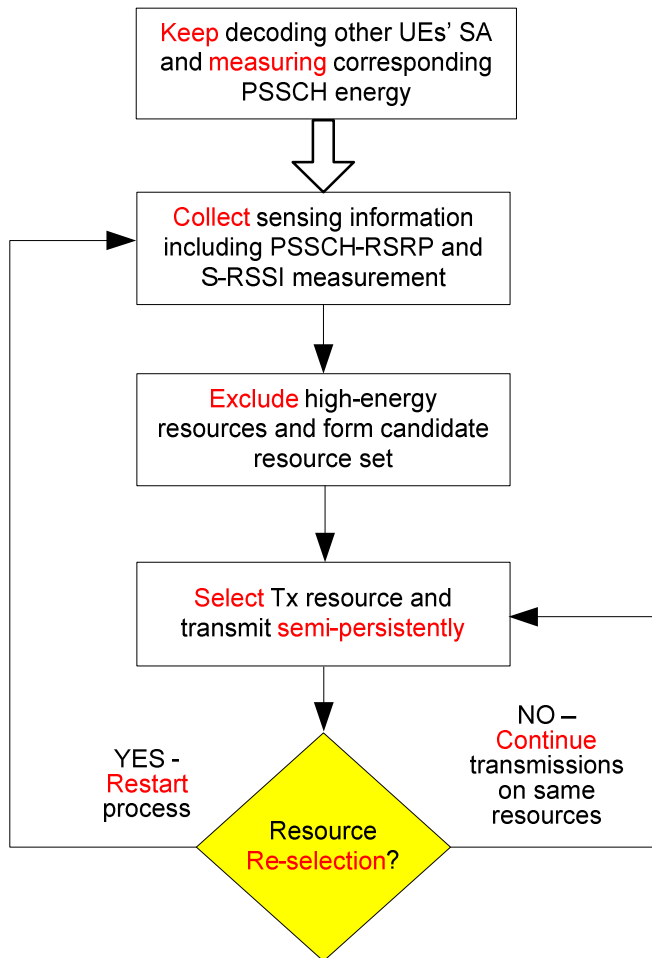 Keep decoding other UEs' SA
and measuring corresponding
PSSCH energy
Collect sensing information
including PSSCH-RSRP and
S-RSSI measurement
Exclude high-energy
resources and form candidate
resource set
Select Tx resource and
transmit semi-persistently
YES -
Restart
process
NO –
Continue
transmissions
on same
resources
Resource
Re-selection?